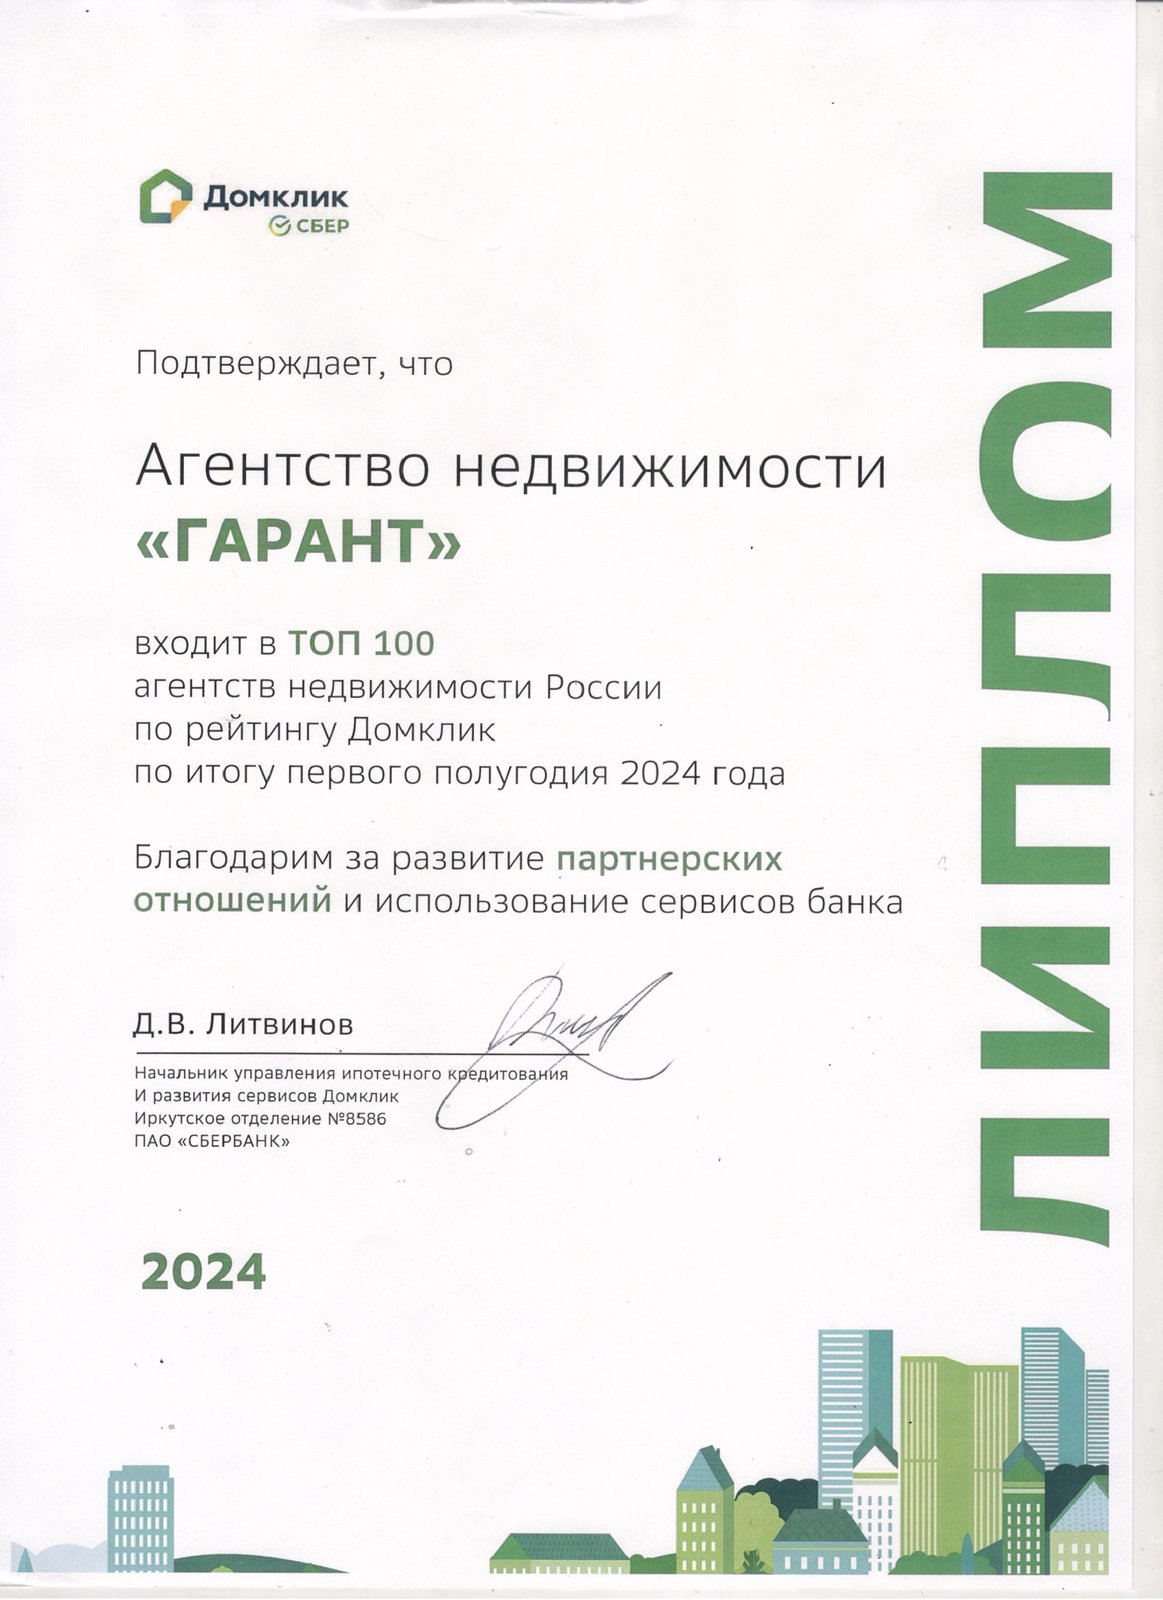 Домклик
СБЕР
Подтверждает, что
Агентство недвижимости
«ГАРАНТ»
входит в ТОП 100
агентств недвижимости России
по рейтингу Домклик
по итогу первого полугодия 2024 года
Благодарим за развитие партнерских
отношений и использование сервисов банка
Д.В. Литвинов
Начальник управления ипотечного кредитования
И развития сервисов Домклик
Иркутское отделение №8586
ПАО «СБЕРБАНК»
2024
ДИПЛОМ